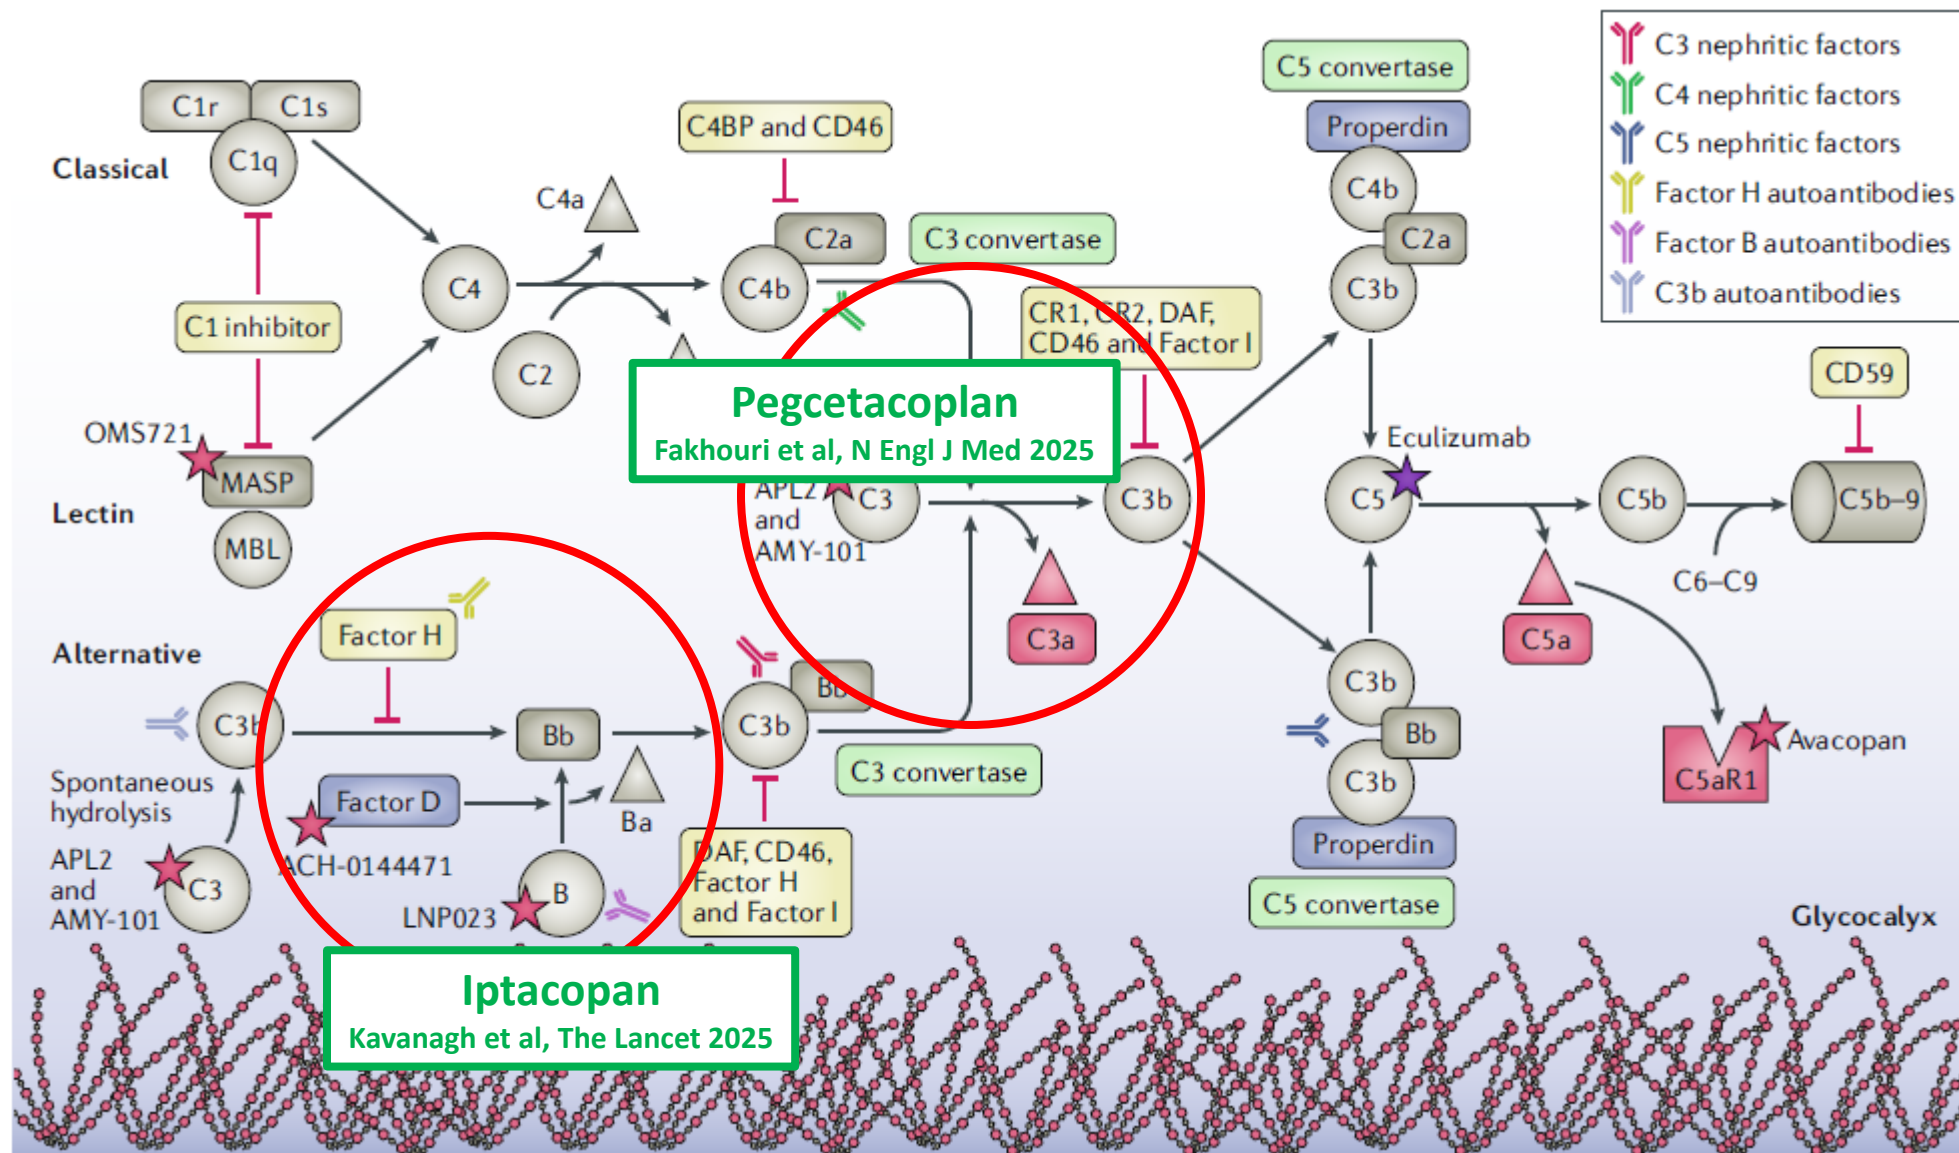 C1r
C1s
C1q
Classical
C1 inhibitor
OMS721
MASP
Lectin
MBL
C4
C4a
C2
C4BP and CD46
C2a
C4b
C3 convertase
CR1, CR2, DAF,
CD46 and Factor I
Pegcetacoplan
Fakhouri et al, N Engl J Med 2025
APL2
and
AMY-101
C3
C3b
C3a
C5 convertase
Properdin
C4b
C2a
C3b
C3 nephritic factors
C4 nephritic factors
C5 nephritic factors
Factor H autoantibodies
Factor B autoantibodies
C3b autoantibodies
Eculizumab
C5
C5b
CD59
C5b–9
C6–C9
C5a
C5aR1
Avacopan
Alternative
Factor H
C3b
Spontaneous
hydrolysis
APL2
and
AMY-101
C3
Factor D
ACH-0144471
Bb
Ba
LNP023
B
C3b
Bb
C3 convertase
DAF, CD46,
Factor H
and Factor I
C3b
Bb
C3b
Properdin
C5 convertase
Glycocalyx
Iptacopan
Kavanagh et al, The Lancet 2025